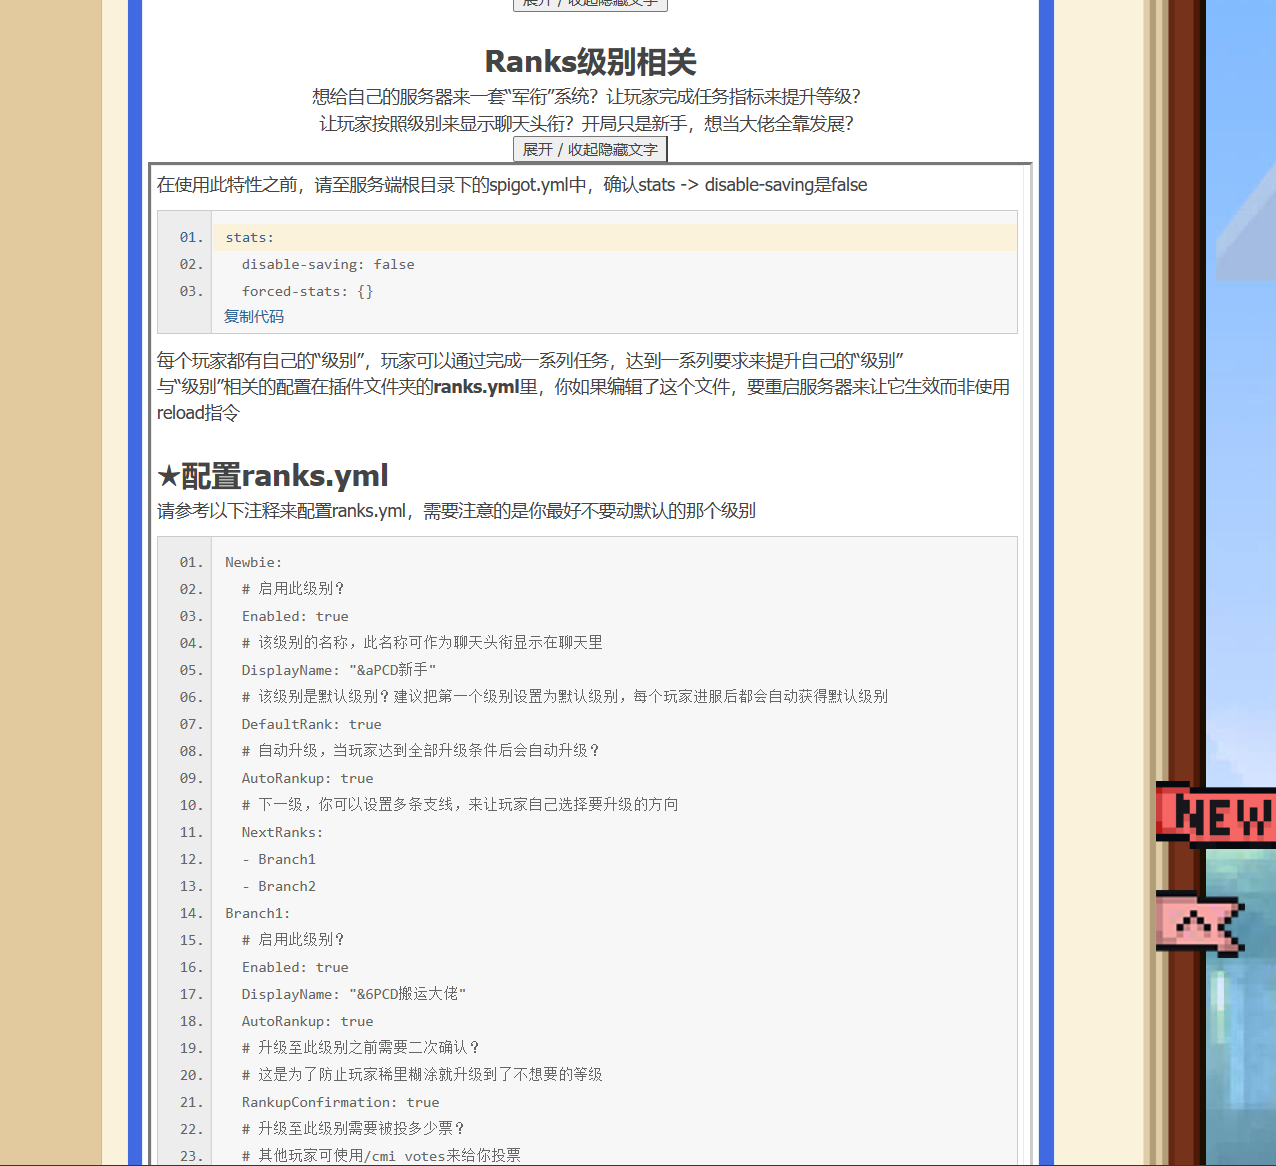 展开 / 收起隐藏文字
Ranks级别相关
想给自己的服务器来一套“军衔”系统？让玩家完成任务指标来提升等级？
让玩家按照级别来显示聊天头衔？开局只是新手，想当大佬全靠发展？
展开 / 收起隐藏文字
在使用此特性之前，请至服务端根目录下的spigot.yml中，确认stats -> disable-saving是false
01. stats:
02.   disable-saving: false
03.   forced-stats: {}
复制代码
每个玩家都有自己的“级别”，玩家可以通过完成一系列任务，达到一系列要求来提升自己的“级别”
与“级别”相关的配置在插件文件夹的ranks.yml里，你如果编辑了这个文件，要重启服务器来让它生效而非使用
reload指令
★配置ranks.yml
请参考以下注释来配置ranks.yml，需要注意的是你最好不要动默认的那个级别
01. Newbie:
02.   # 启用此级别？
03.   Enabled: true
04.   # 该级别的名称，此名称可作为聊天头衔显示在聊天里
05.   DisplayName: "&aPCD新手"
06.   # 该级别是默认级别？建议把第一个级别设置为默认级别，每个玩家进服后都会自动获得默认级别
07.   DefaultRank: true
08.   # 自动升级，当玩家达到全部升级条件后会自动升级？
09.   AutoRankup: true
10.   # 下一级，你可以设置多条支线，来让玩家自己选择要升级的方向
11.   NextRanks:
12.   - Branch1
13.   - Branch2
14. Branch1:
15.   # 启用此级别？
16.   Enabled: true
17.   DisplayName: "&6PCD搬运大佬"
18.   AutoRankup: true
19.   # 升级至此级别之前需要二次确认？
20.   # 这是为了防止玩家稀里糊涂就升级到了不想要的等级
21.   RankupConfirmation: true
22.   # 升级至此级别需要被投多少票？
23.   # 其他玩家可使用/cmi votes来给你投票
NEW